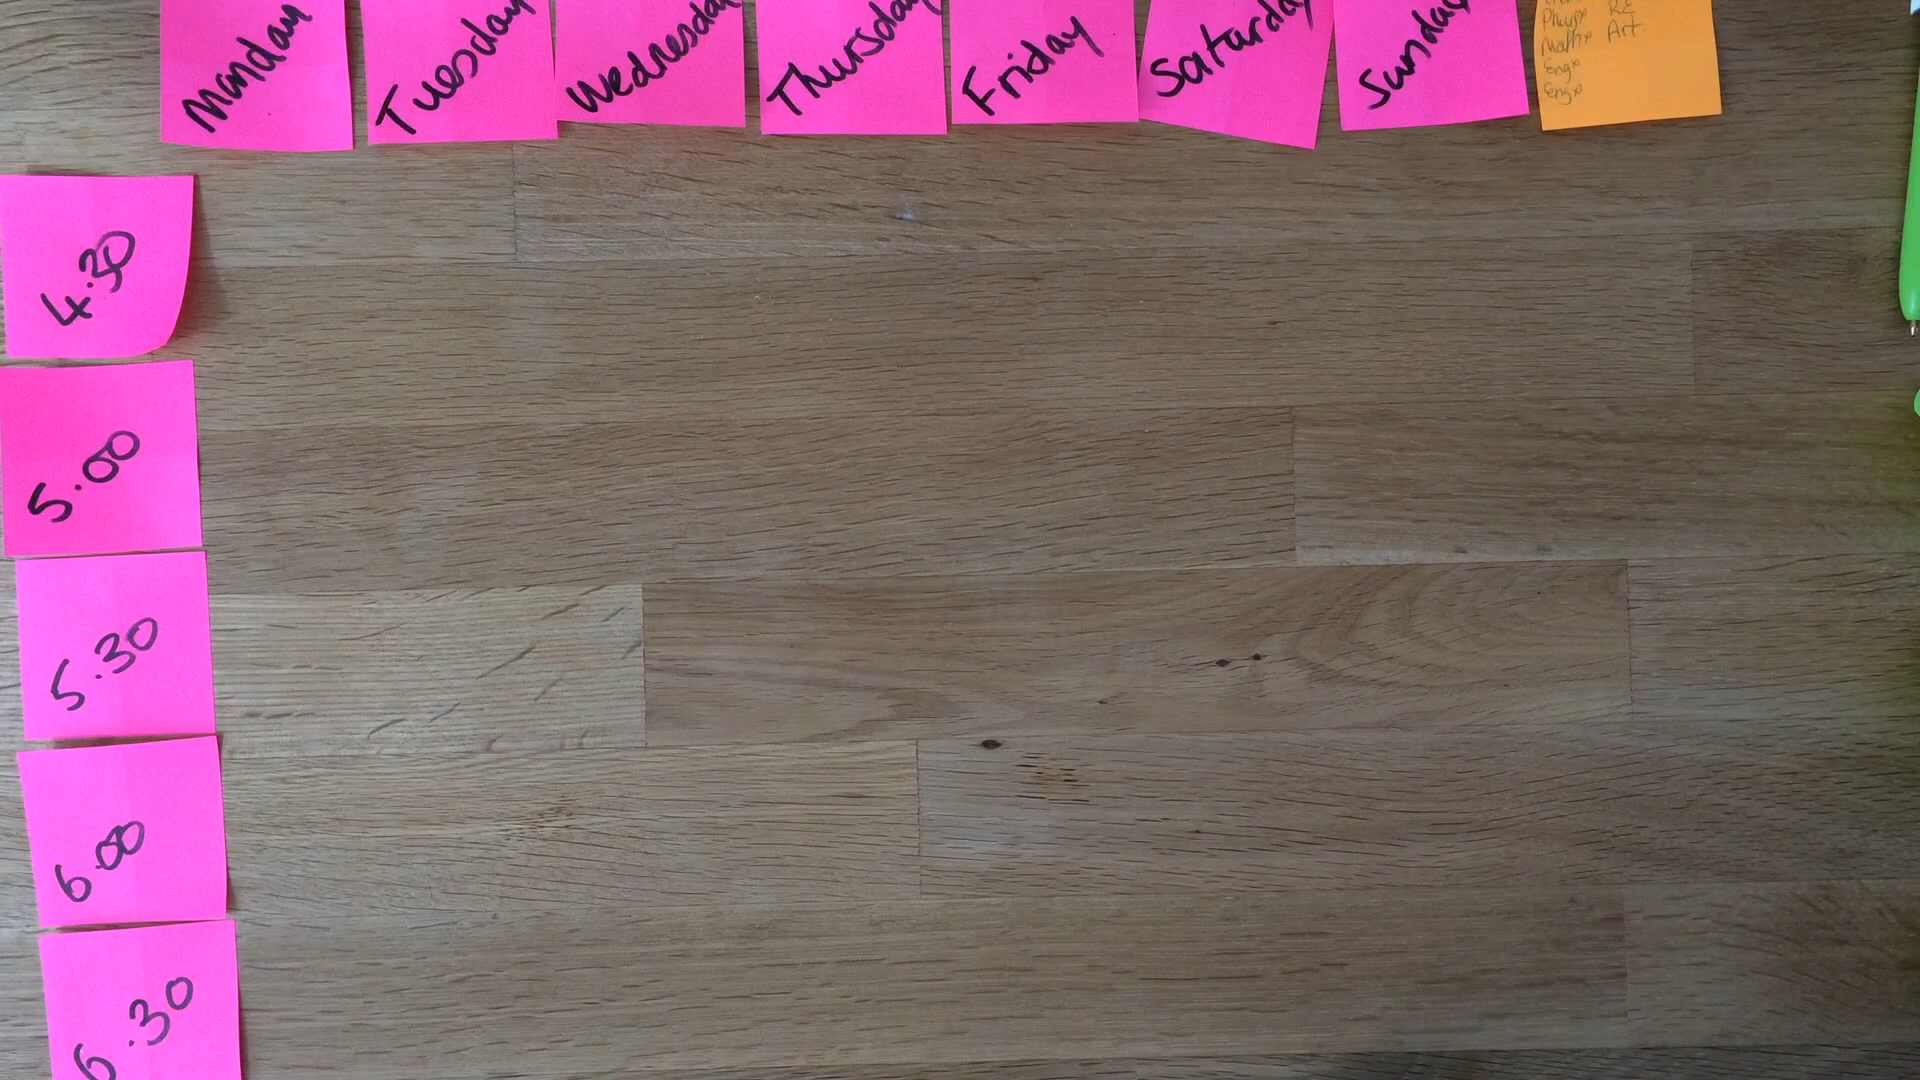 Monday
Tuesday
Wednesday
Thursday
Friday
Saturday
Sunday
RE
Maths Art
Eng
Eng
4.30
5.00
5.30
6.00
6.30